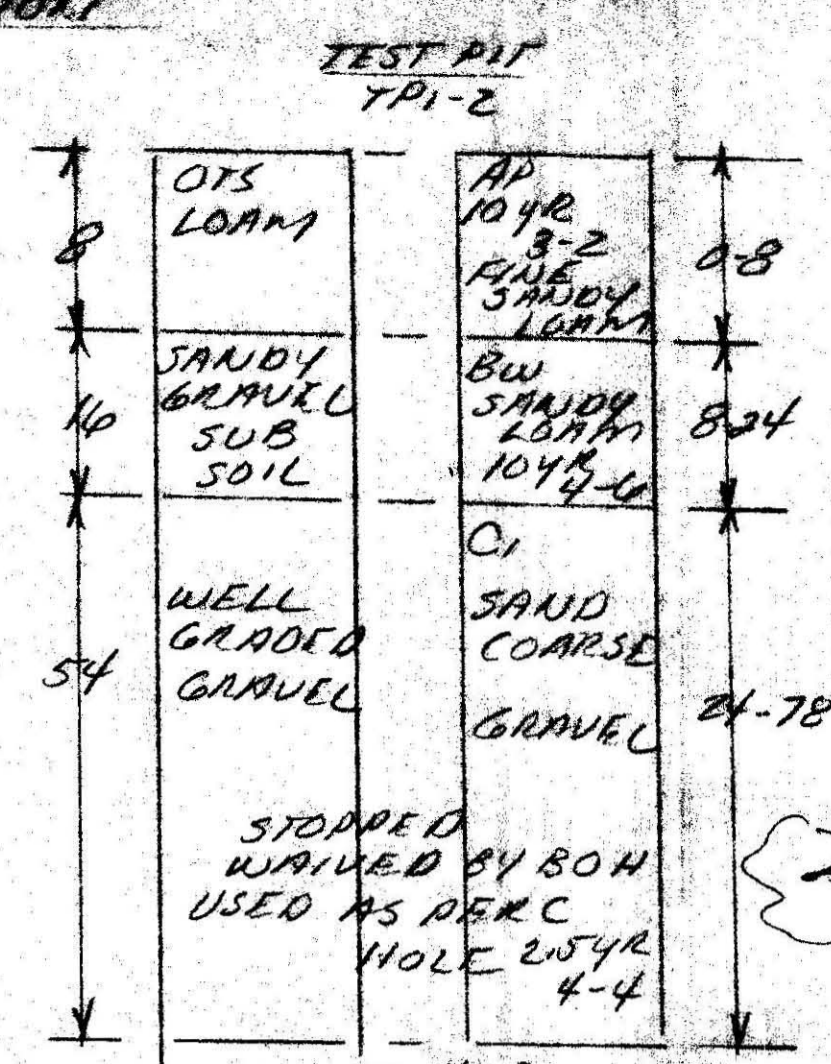 TEST PIT
TP1-2
8
OTS
LOAM
AP
10YR
3-2
FINE
SANDY
LOAM
0-8
16
SANDY
GRAVEL
SUB
SOIL
BW
SANDY
LOAM
10YR
4-6
8-24
54
WELL
GRADED
GRAVEL
C1
SAND
COARSE
GRAVEL
24-78
STOPPED
WAIVED BY BOH
USED AS PERC
HOLE 2.5YR
4-4